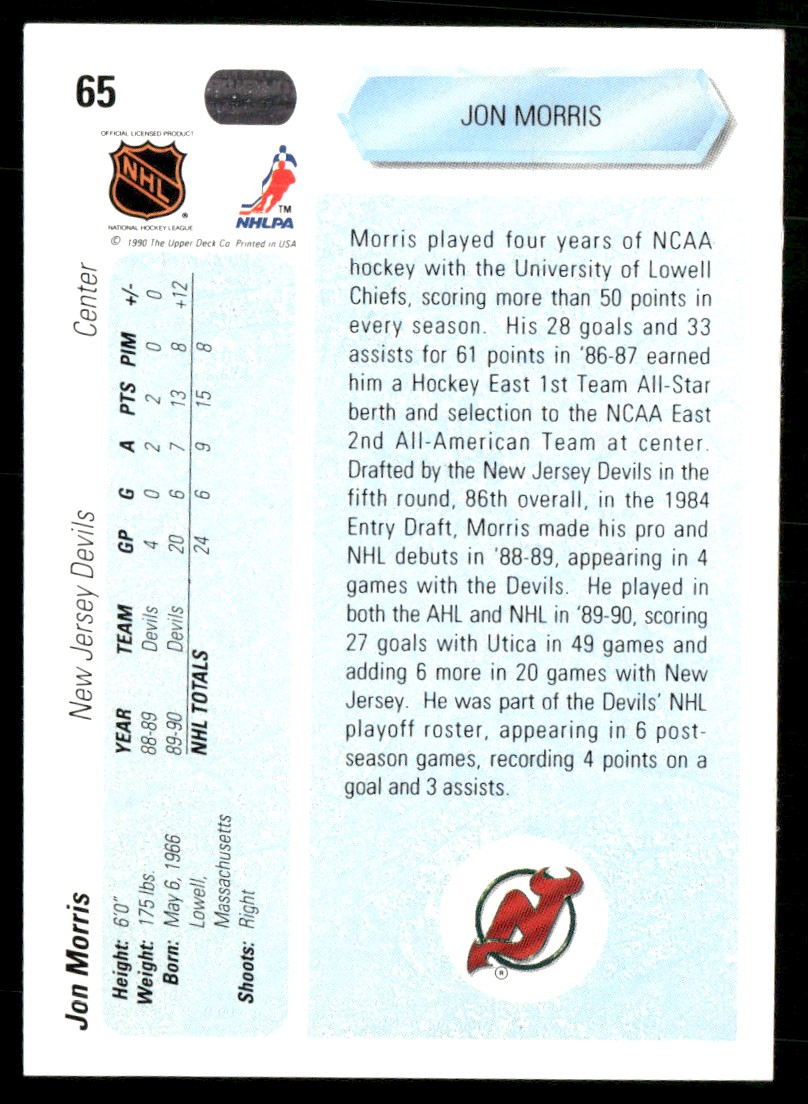 65
OFFICIAL LICENSED PRODUCT
NHL
®
NATIONAL HOCKEY LEAGUE
TM
NHLPA
© 1990 The Upper Deck Co. Printed in USA
JON MORRIS
Morris played four years of NCAA
hockey with the University of Lowell
Chiefs, scoring more than 50 points in
every season. His 28 goals and 33
assists for 61 points in '86-87 earned
him a Hockey East 1st Team All-Star
berth and selection to the NCAA East
2nd All-American Team at center.
Drafted by the New Jersey Devils in the
fifth round, 86th overall, in the 1984
Entry Draft, Morris made his pro and
NHL debuts in '88-89, appearing in 4
games with the Devils. He played in
both the AHL and NHL in '89-90, scoring
27 goals with Utica in 49 games and
adding 6 more in 20 games with New
Jersey. He was part of the Devils' NHL
playoff roster, appearing in 6 post-
season games, recording 4 points on a
goal and 3 assists.
®
Jon Morris New Jersey Devils Center
Height: 6'0"
Weight: 175 lbs.
Born: May 6, 1966
Lowell,
Massachusetts
Shoots: Right
YEAR TEAM GP G A PTS PIM +/-
88-89 Devils 4 0 2 2 0 0
89-90 Devils 20 6 7 13 8 +12
NHL TOTALS 24 6 9 15 8